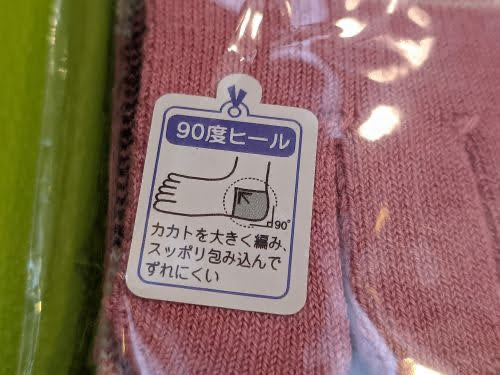 90度ヒール
90°
カカトを大きく編み、
スッポリ包み込んで
ずれにくい